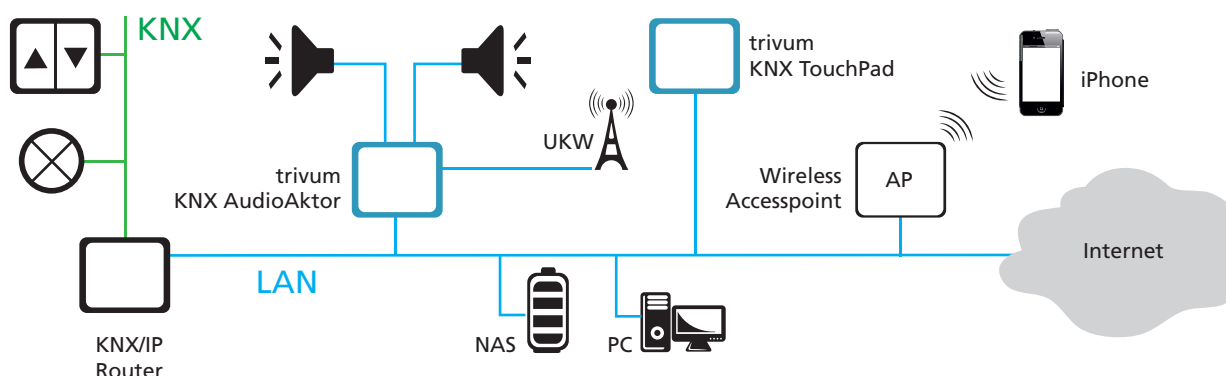 KNX
trivum
KNX TouchPad
iPhone
UKW
trivum
KNX AudioAktor
Wireless
Accesspoint
AP
Internet
LAN
NAS
PC
KNX/IP
Router